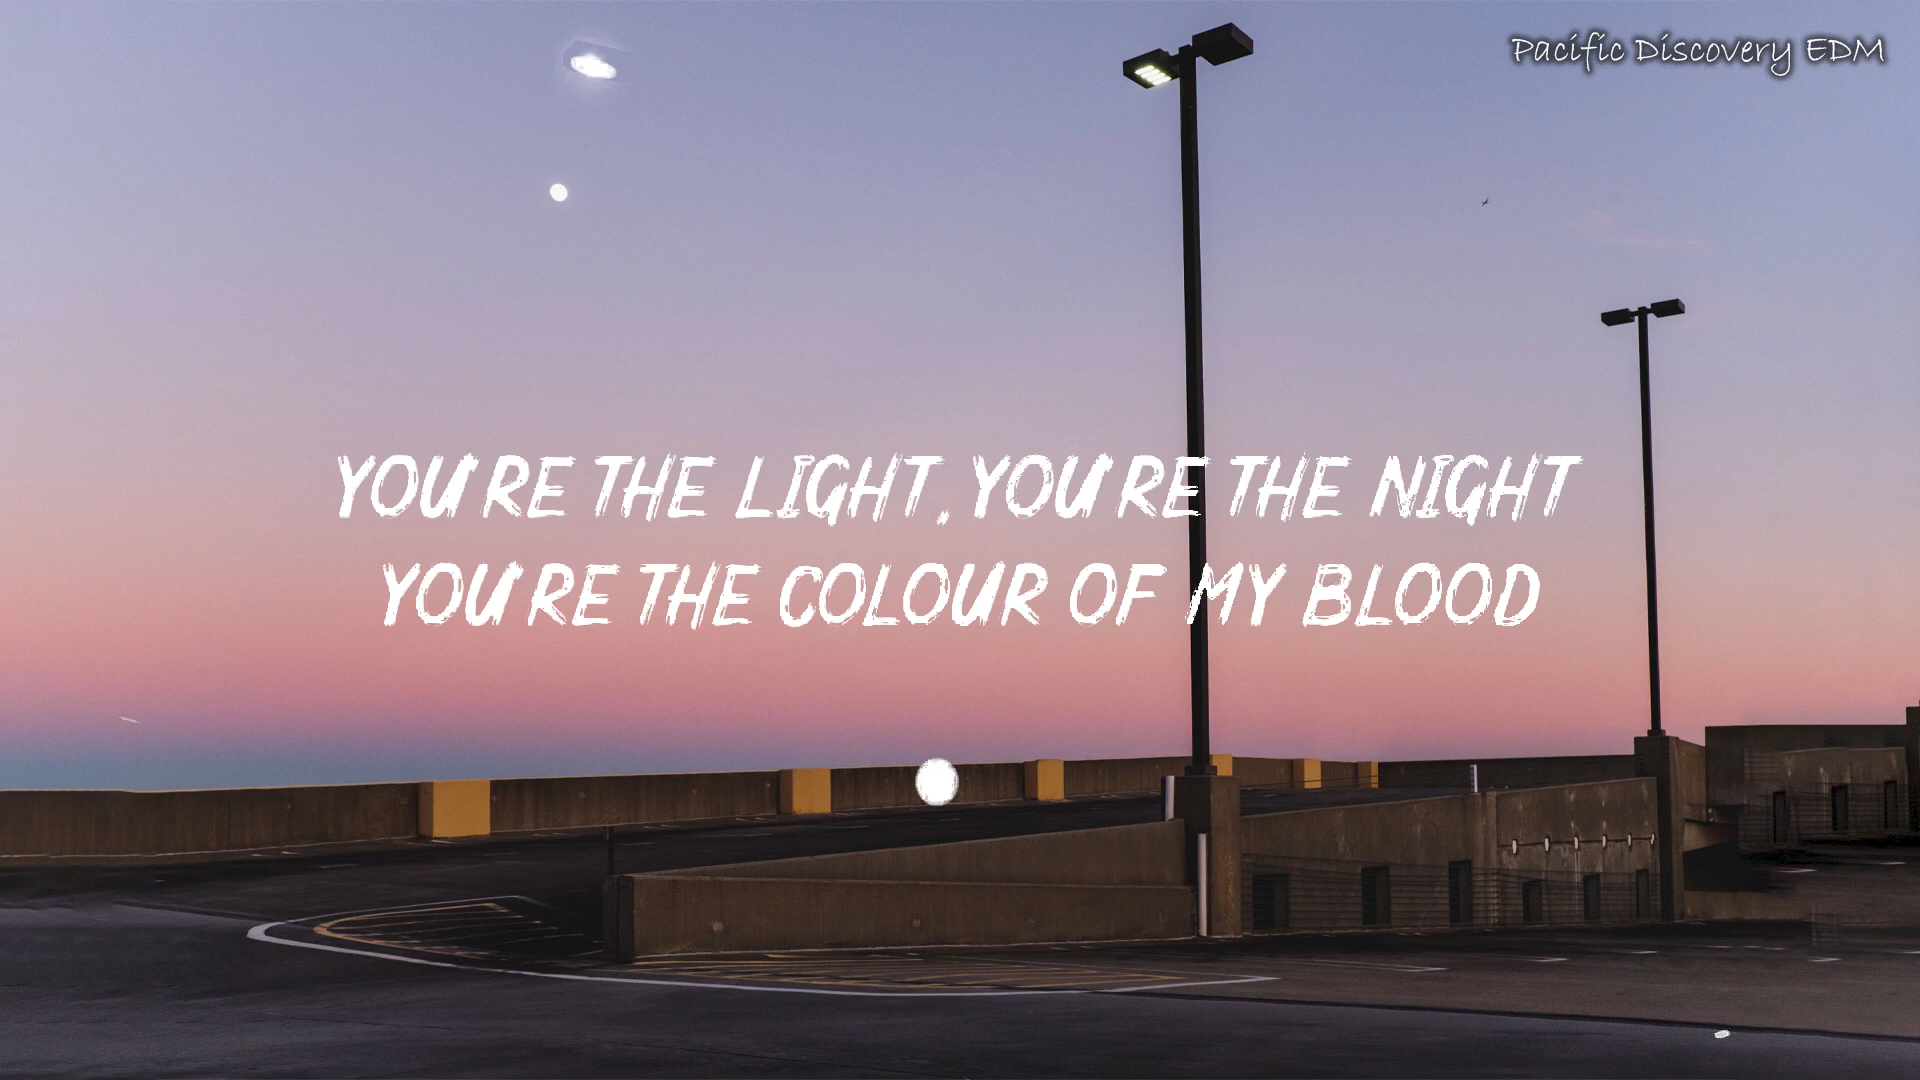 Pacific Discovery EDM
YOU'RE THE LIGHT, YOU'RE THE NIGHT
YOU'RE THE COLOUR OF MY BLOOD